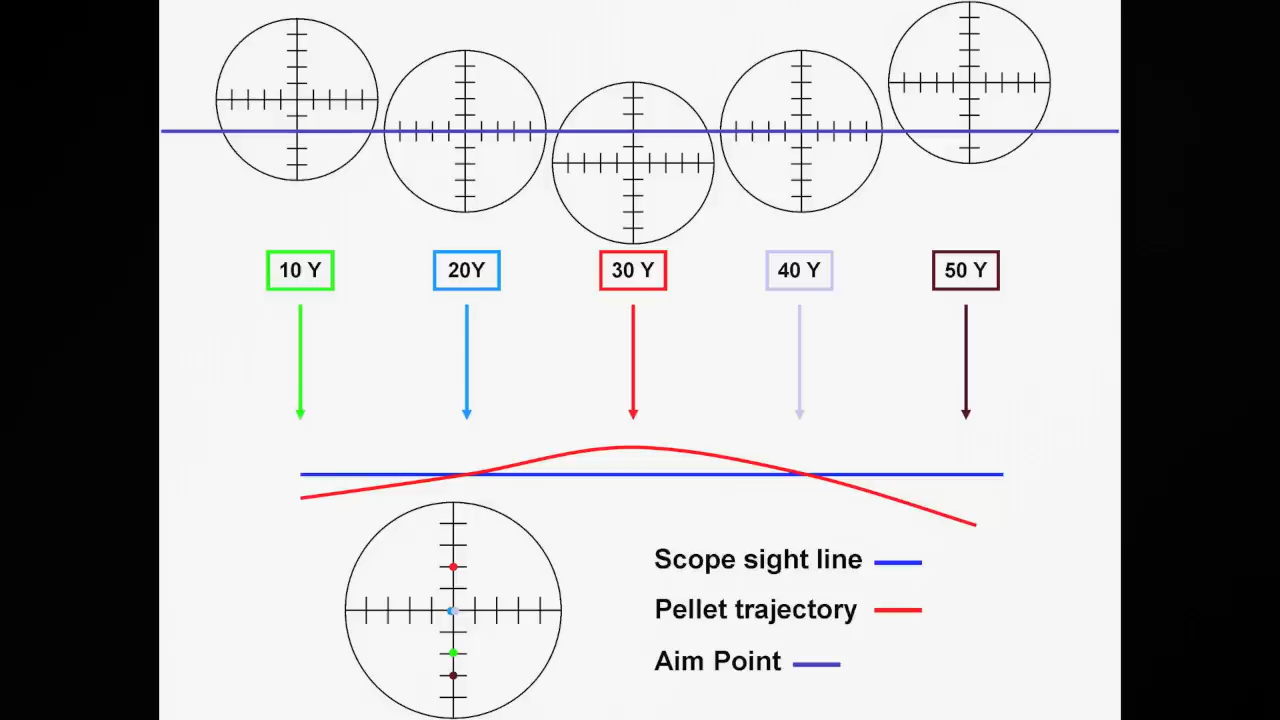 10 Y
20Y
30 Y
40 Y
50 Y
Scope sight line
Pellet trajectory
Aim Point